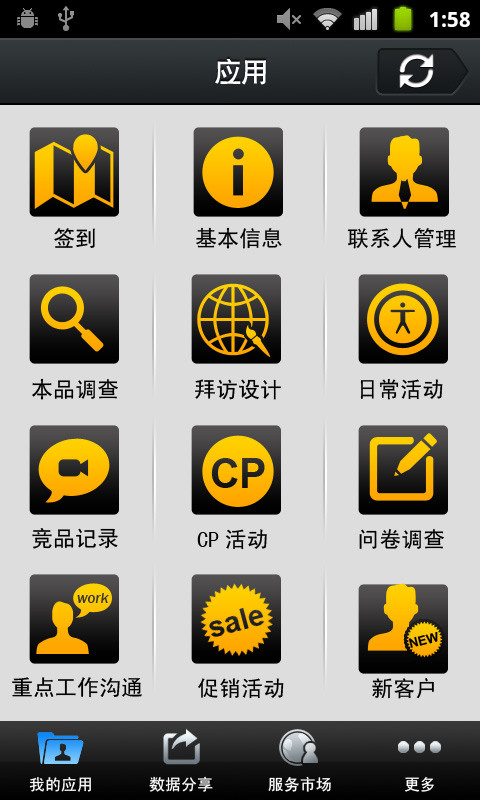 1:58
应用
签到
基本信息
联系人管理
本品调查
拜访设计
日常活动
竞品记录
CP
CP 活动
问卷调查
work
重点工作沟通
sale
促销活动
NEW
新客户
我的应用
数据分享
服务市场
更多